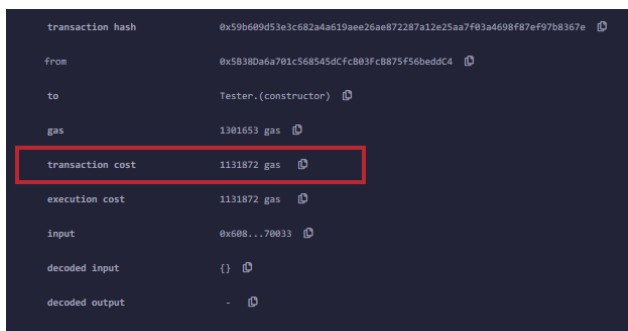 transaction hash 0x59b609d53e3c682a4a619aee26ae872287a12e25aa7f03a4698f87ef97b8367e
from 0x5B38Da6a701c568545dCfcB03FcB875f56beddC4
to Tester.(constructor)
gas 1301653 gas
transaction cost 1131872 gas
execution cost 1131872 gas
input 0x608...70033
decoded input {}
decoded output -